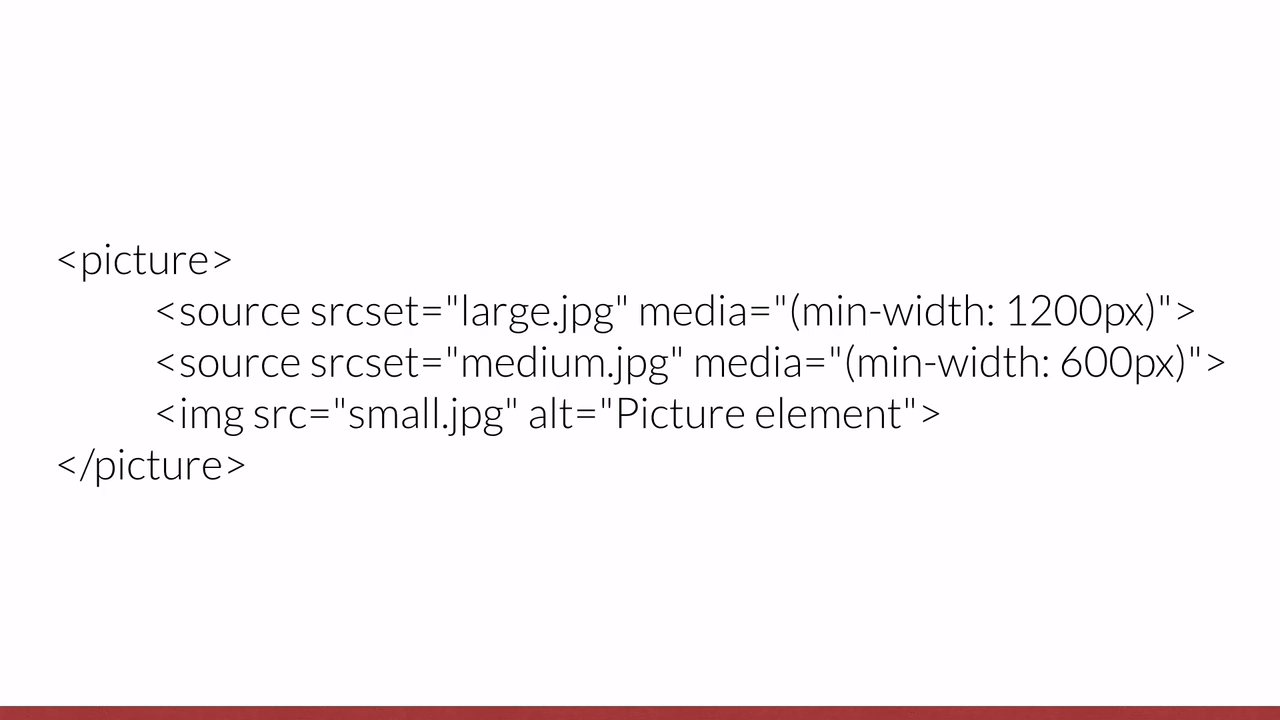 <picture>
<source srcset="large.jpg" media="(min-width: 1200px)">
<source srcset="medium.jpg" media="(min-width: 600px)">
<img src="small.jpg" alt="Picture element">
</picture>